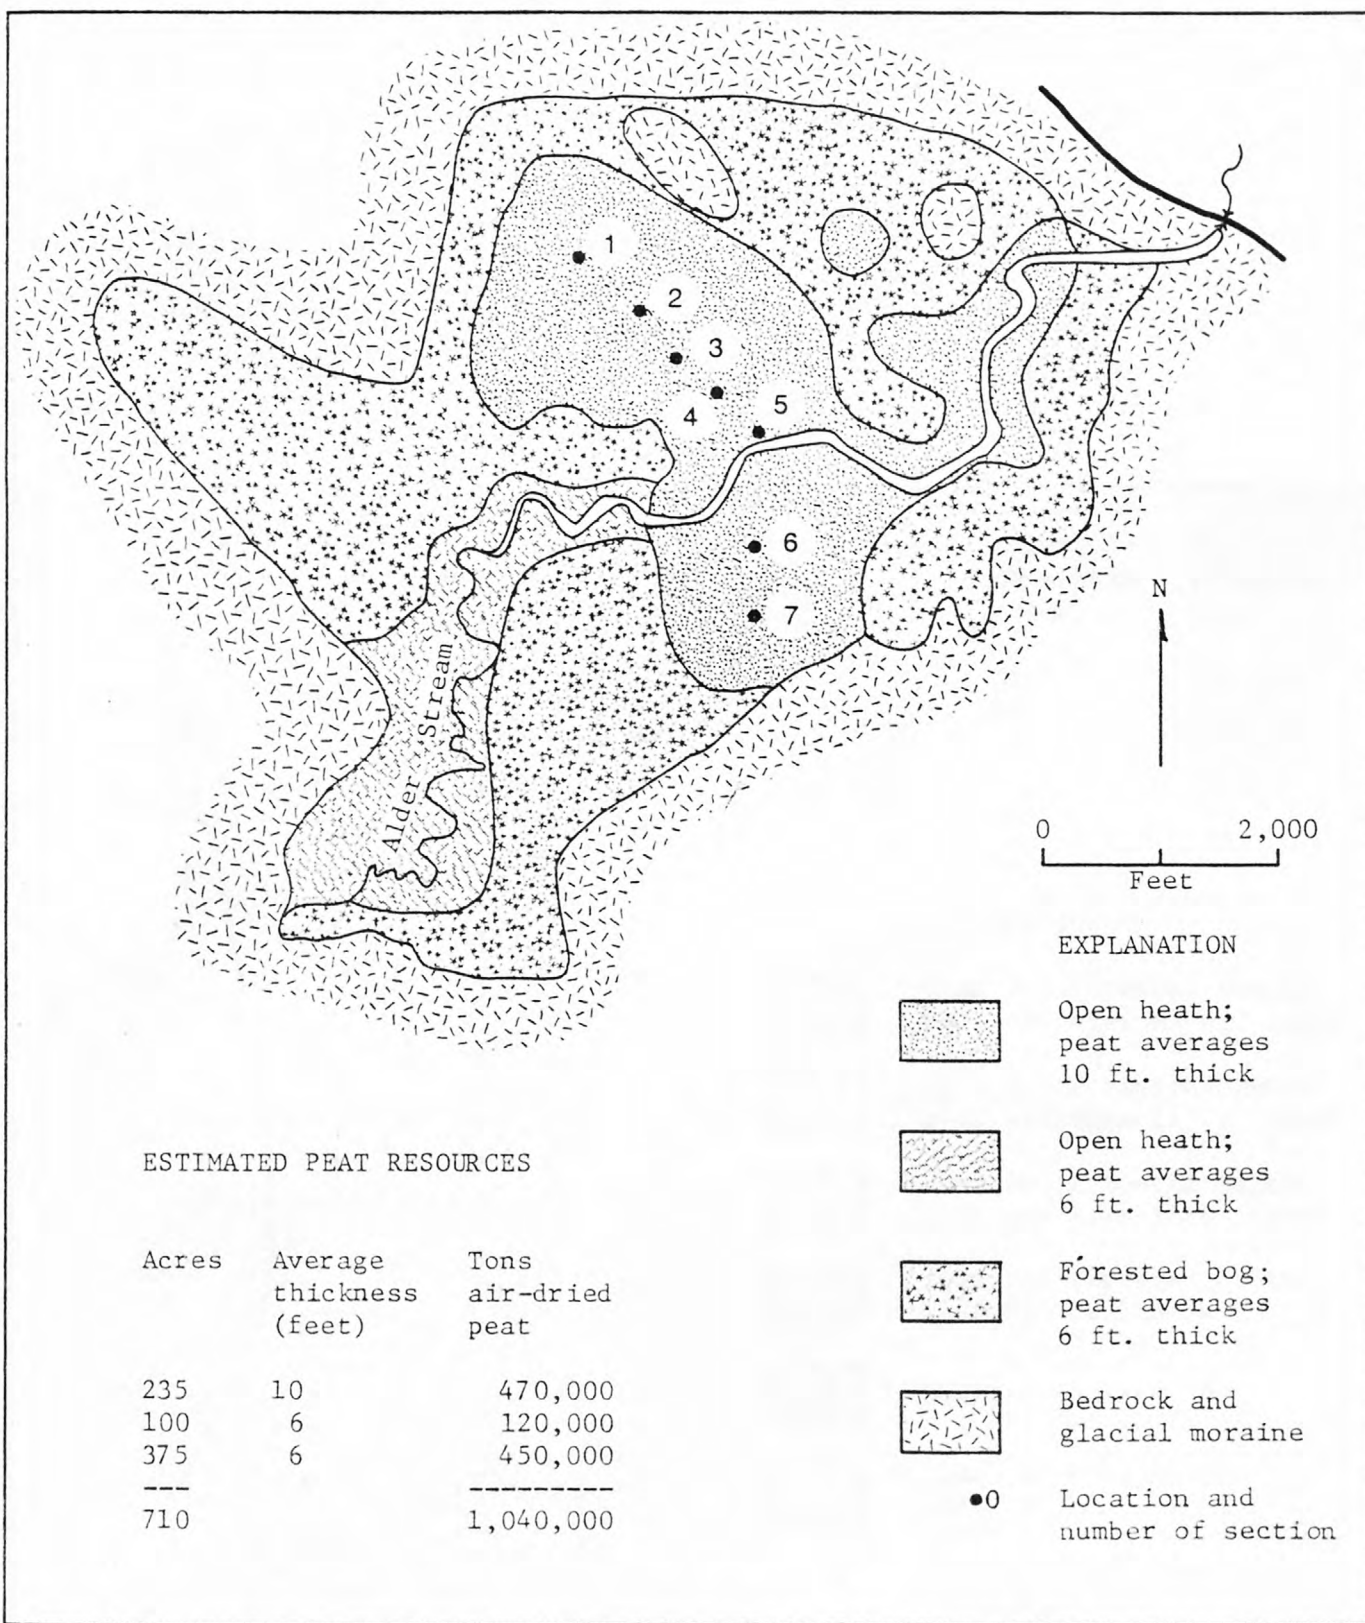 1
2
3
4
5
6
7
Alder Stream
N
0 2,000
Feet
EXPLANATION
Open heath;
peat averages
10 ft. thick
Open heath;
peat averages
6 ft. thick
Forested bog;
peat averages
6 ft. thick
Bedrock and
glacial moraine
0 Location and
number of section
ESTIMATED PEAT RESOURCES
Acres Average Tons
thickness air-dried
(feet) peat
235 10 470,000
100 6 120,000
375 6 450,000
--- ---------
710 1,040,000